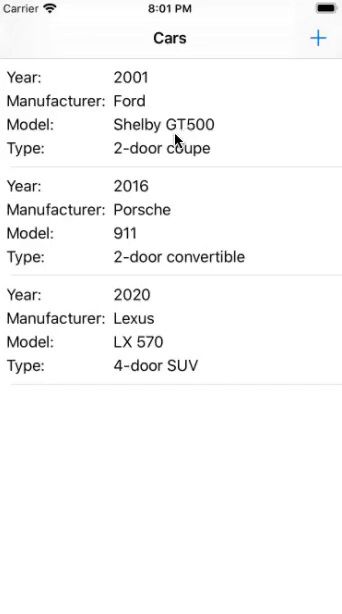 Carrier 8:01 PM
Cars +
Year: 2001
Manufacturer: Ford
Model: Shelby GT500
Type: 2-door coupe
Year: 2016
Manufacturer: Porsche
Model: 911
Type: 2-door convertible
Year: 2020
Manufacturer: Lexus
Model: LX 570
Type: 4-door SUV